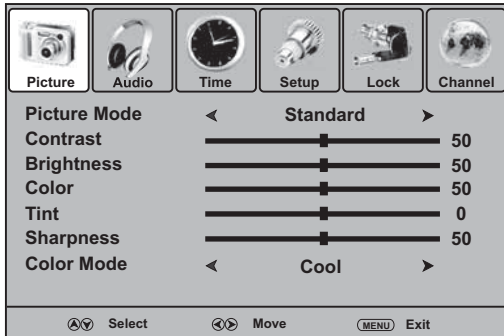 Picture Audio Time Setup Lock Channel
Picture Mode Standard
Contrast 50
Brightness 50
Color 50
Tint 0
Sharpness 50
Color Mode Cool
Select Move MENU Exit